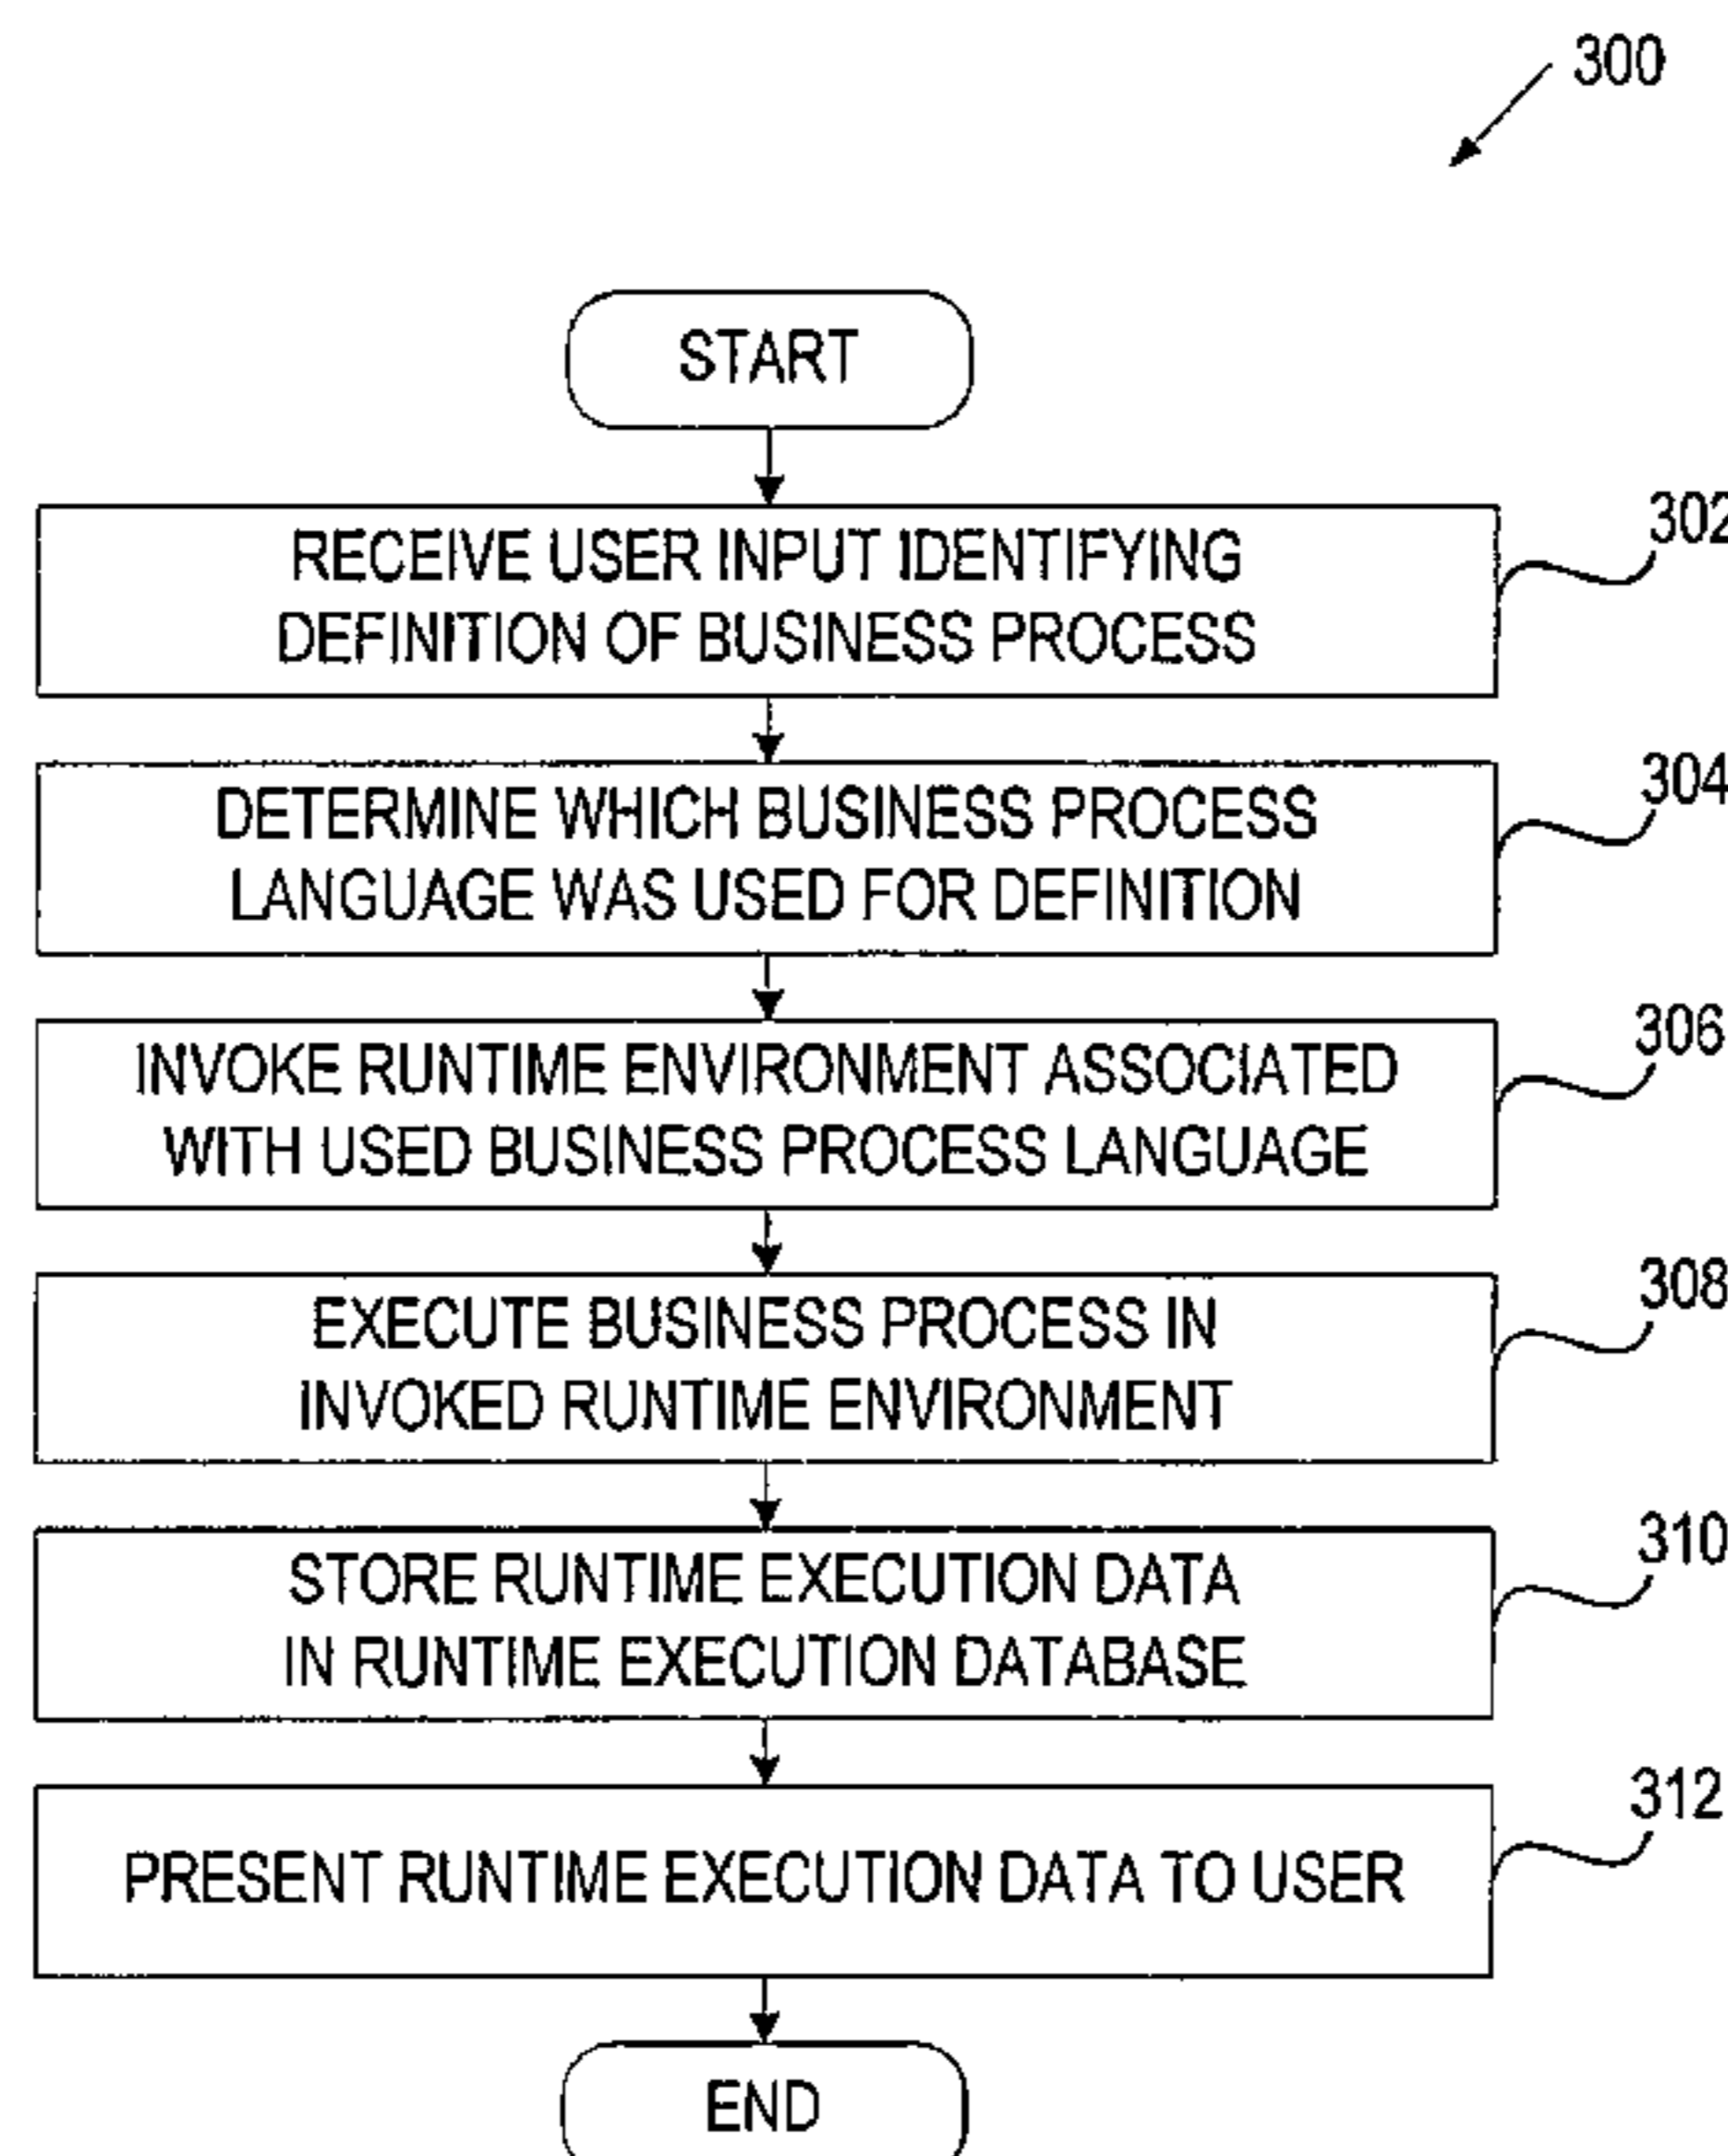 300
START
RECEIVE USER INPUT IDENTIFYING
DEFINITION OF BUSINESS PROCESS
302
DETERMINE WHICH BUSINESS PROCESS
LANGUAGE WAS USED FOR DEFINITION
304
INVOKE RUNTIME ENVIRONMENT ASSOCIATED
WITH USED BUSINESS PROCESS LANGUAGE
306
EXECUTE BUSINESS PROCESS IN
INVOKED RUNTIME ENVIRONMENT
308
STORE RUNTIME EXECUTION DATA
IN RUNTIME EXECUTION DATABASE
310
PRESENT RUNTIME EXECUTION DATA TO USER
312
END